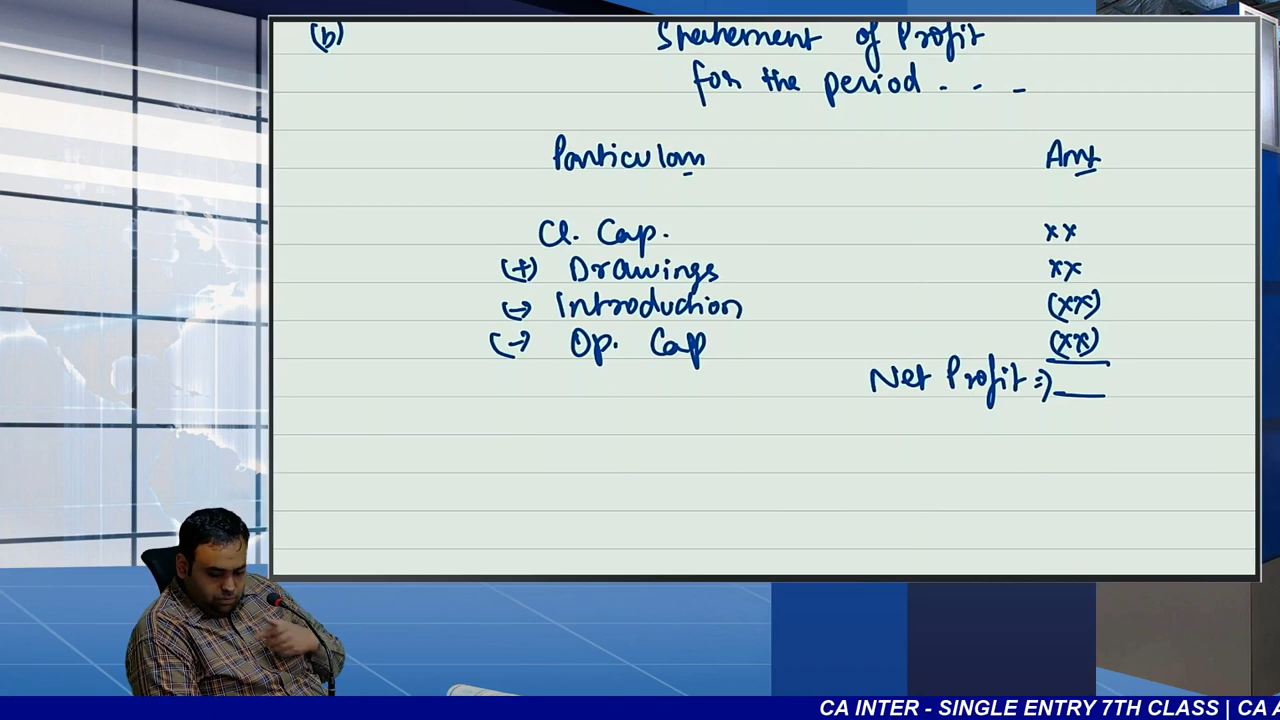 (b) Statement of Profit
for the period . . .
Particulars Amt
Cl. Cap. xx
(+) Drawings xx
(-) Introduction (xx)
(-) Op. Cap (xx)
Net Profit ⇒
CA INTER - SINGLE ENTRY 7TH CLASS | CA